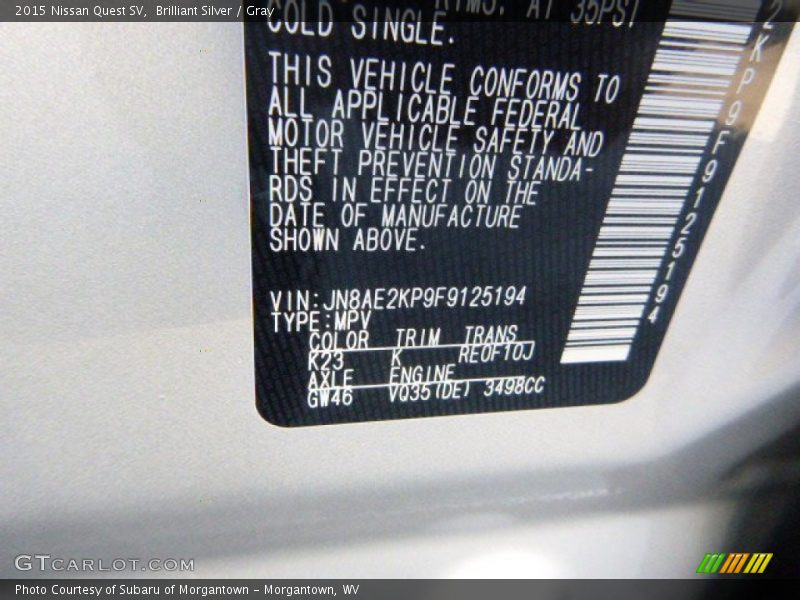 2015 Nissan Quest SV, Brilliant Silver / Gray
RIMS, AT 35PSI
COLD SINGLE.
THIS VEHICLE CONFORMS TO
ALL APPLICABLE FEDERAL
MOTOR VEHICLE SAFETY AND
THEFT PREVENTION STANDA-
RDS IN EFFECT ON THE
DATE OF MANUFACTURE
SHOWN ABOVE.
2KP9F9125194
VIN:JN8AE2KP9F9125194
TYPE:MPV
COLOR TRIM TRANS
K23 K RE0F10J
AXLE ENGINE
GW46 VQ35(DE) 3498CC
GTCARLOT.COM
Photo Courtesy of Subaru of Morgantown - Morgantown, WV